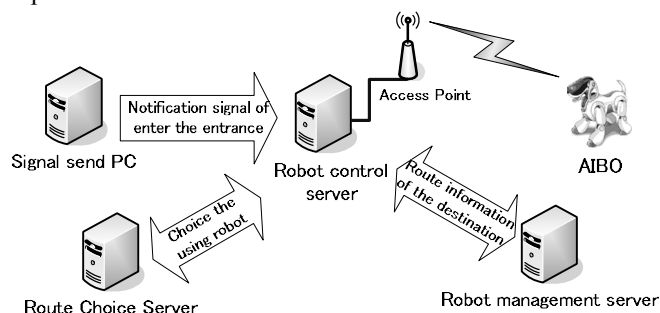 Access Point
Notification signal of
enter the entrance
Signal send PC
Robot control
server
AIBO
Choice the
using robot
Route information
of the destination
Route Choice Server
Robot management server